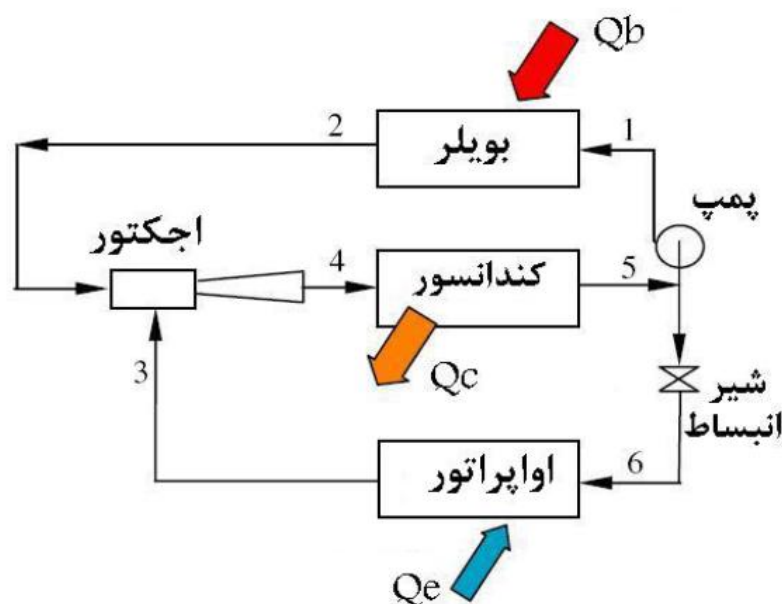 Qb
2
بویلر
1
پمپ
اجکتور
4
کندانسور
5
3
Qc
شیر
انبساط
اواپراتور
6
Qe